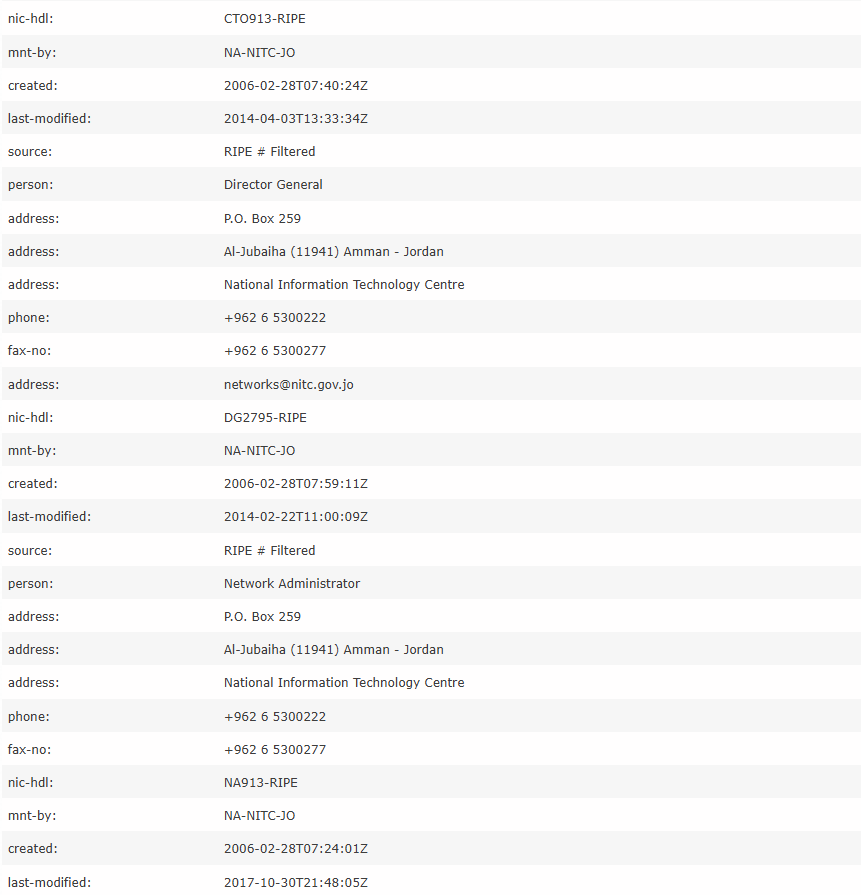 nic-hdl: CTO913-RIPE
mnt-by: NA-NITC-JO
created: 2006-02-28T07:40:24Z
last-modified: 2014-04-03T13:33:34Z
source: RIPE # Filtered
person: Director General
address: P.O. Box 259
address: Al-Jubaiha (11941) Amman - Jordan
address: National Information Technology Centre
phone: +962 6 5300222
fax-no: +962 6 5300277
address: networks@nitc.gov.jo
nic-hdl: DG2795-RIPE
mnt-by: NA-NITC-JO
created: 2006-02-28T07:59:11Z
last-modified: 2014-02-22T11:00:09Z
source: RIPE # Filtered
person: Network Administrator
address: P.O. Box 259
address: Al-Jubaiha (11941) Amman - Jordan
address: National Information Technology Centre
phone: +962 6 5300222
fax-no: +962 6 5300277
nic-hdl: NA913-RIPE
mnt-by: NA-NITC-JO
created: 2006-02-28T07:24:01Z
last-modified: 2017-10-30T21:48:05Z